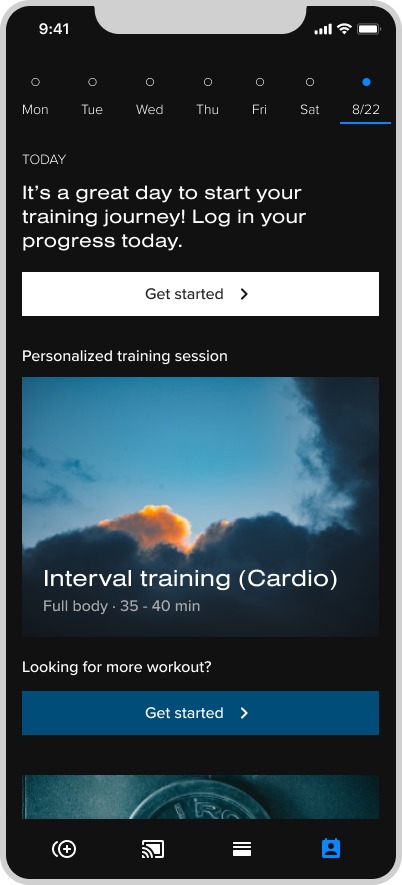 9:41
Mon Tue Wed Thu Fri Sat 8/22
TODAY
It’s a great day to start your
training journey! Log in your
progress today.
Get started
Personalized training session
Interval training (Cardio)
Full body · 35 - 40 min
Looking for more workout?
Get started